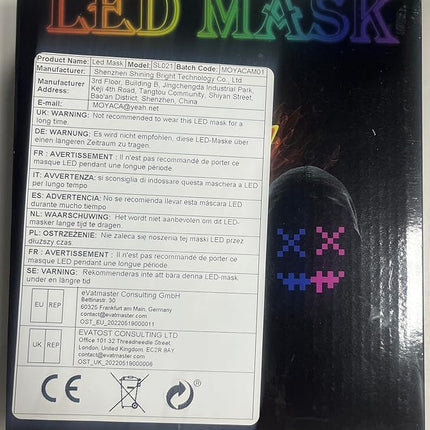 LED MASK
Product Name: Led Mask Model: SL021 Batch Code: MOYACAM01
Manufacturer: Shenzhen Shining Bright Technology Co., Ltd
Manufacturer Address: 3rd Floor, Building B, Jingchengda Industrial Park,
Keji 4th Road, Tangtou Community, Shiyan Street,
Bao'an District, Shenzhen, China
E-mail: MOYACA@yeah.net
UK: WARNING: Not recommended to wear this LED mask for a
long time.
DE: WARNUNG: Es wird nicht empfohlen, diese LED-Maske über
einen längeren Zeitraum zu tragen.
FR : AVERTISSEMENT : Il n'est pas recommandé de porter ce
masque LED pendant une longue période
IT: AVVERTENZA: si sconsiglia di indossare questa maschera a LED
per lungo tempo
ES: ADVERTENCIA: No se recomienda llevar esta máscara LED
durante mucho tiempo
NL: WAARSCHUWING: Het wordt niet aanbevolen om dit LED-
masker lange tijd te dragen.
PL: OSTRZEŻENIE: Nie zaleca się noszenia tej maski LED przez
dłuższy czas
FR : AVERTISSEMENT : Il n'est pas recommandé de porter ce
masque LED pendant une longue période
SE: VARNING: Rekommenderas inte att bära denna LED-mask
under en längre tid
EU REP
eVatmaster Consulting GmbH
Bettinastr. 30
60325 Frankfurt am Main, Germany
contact@evatmaster.com
OST_EU_20220519000011
UK REP
EVATOST CONSULTING LTD
Office 101 32 Threadneedle Street,
London, United Kingdom, EC2R 8AY
contact@evatmaster.com
OST_UK_20220519000006
CE